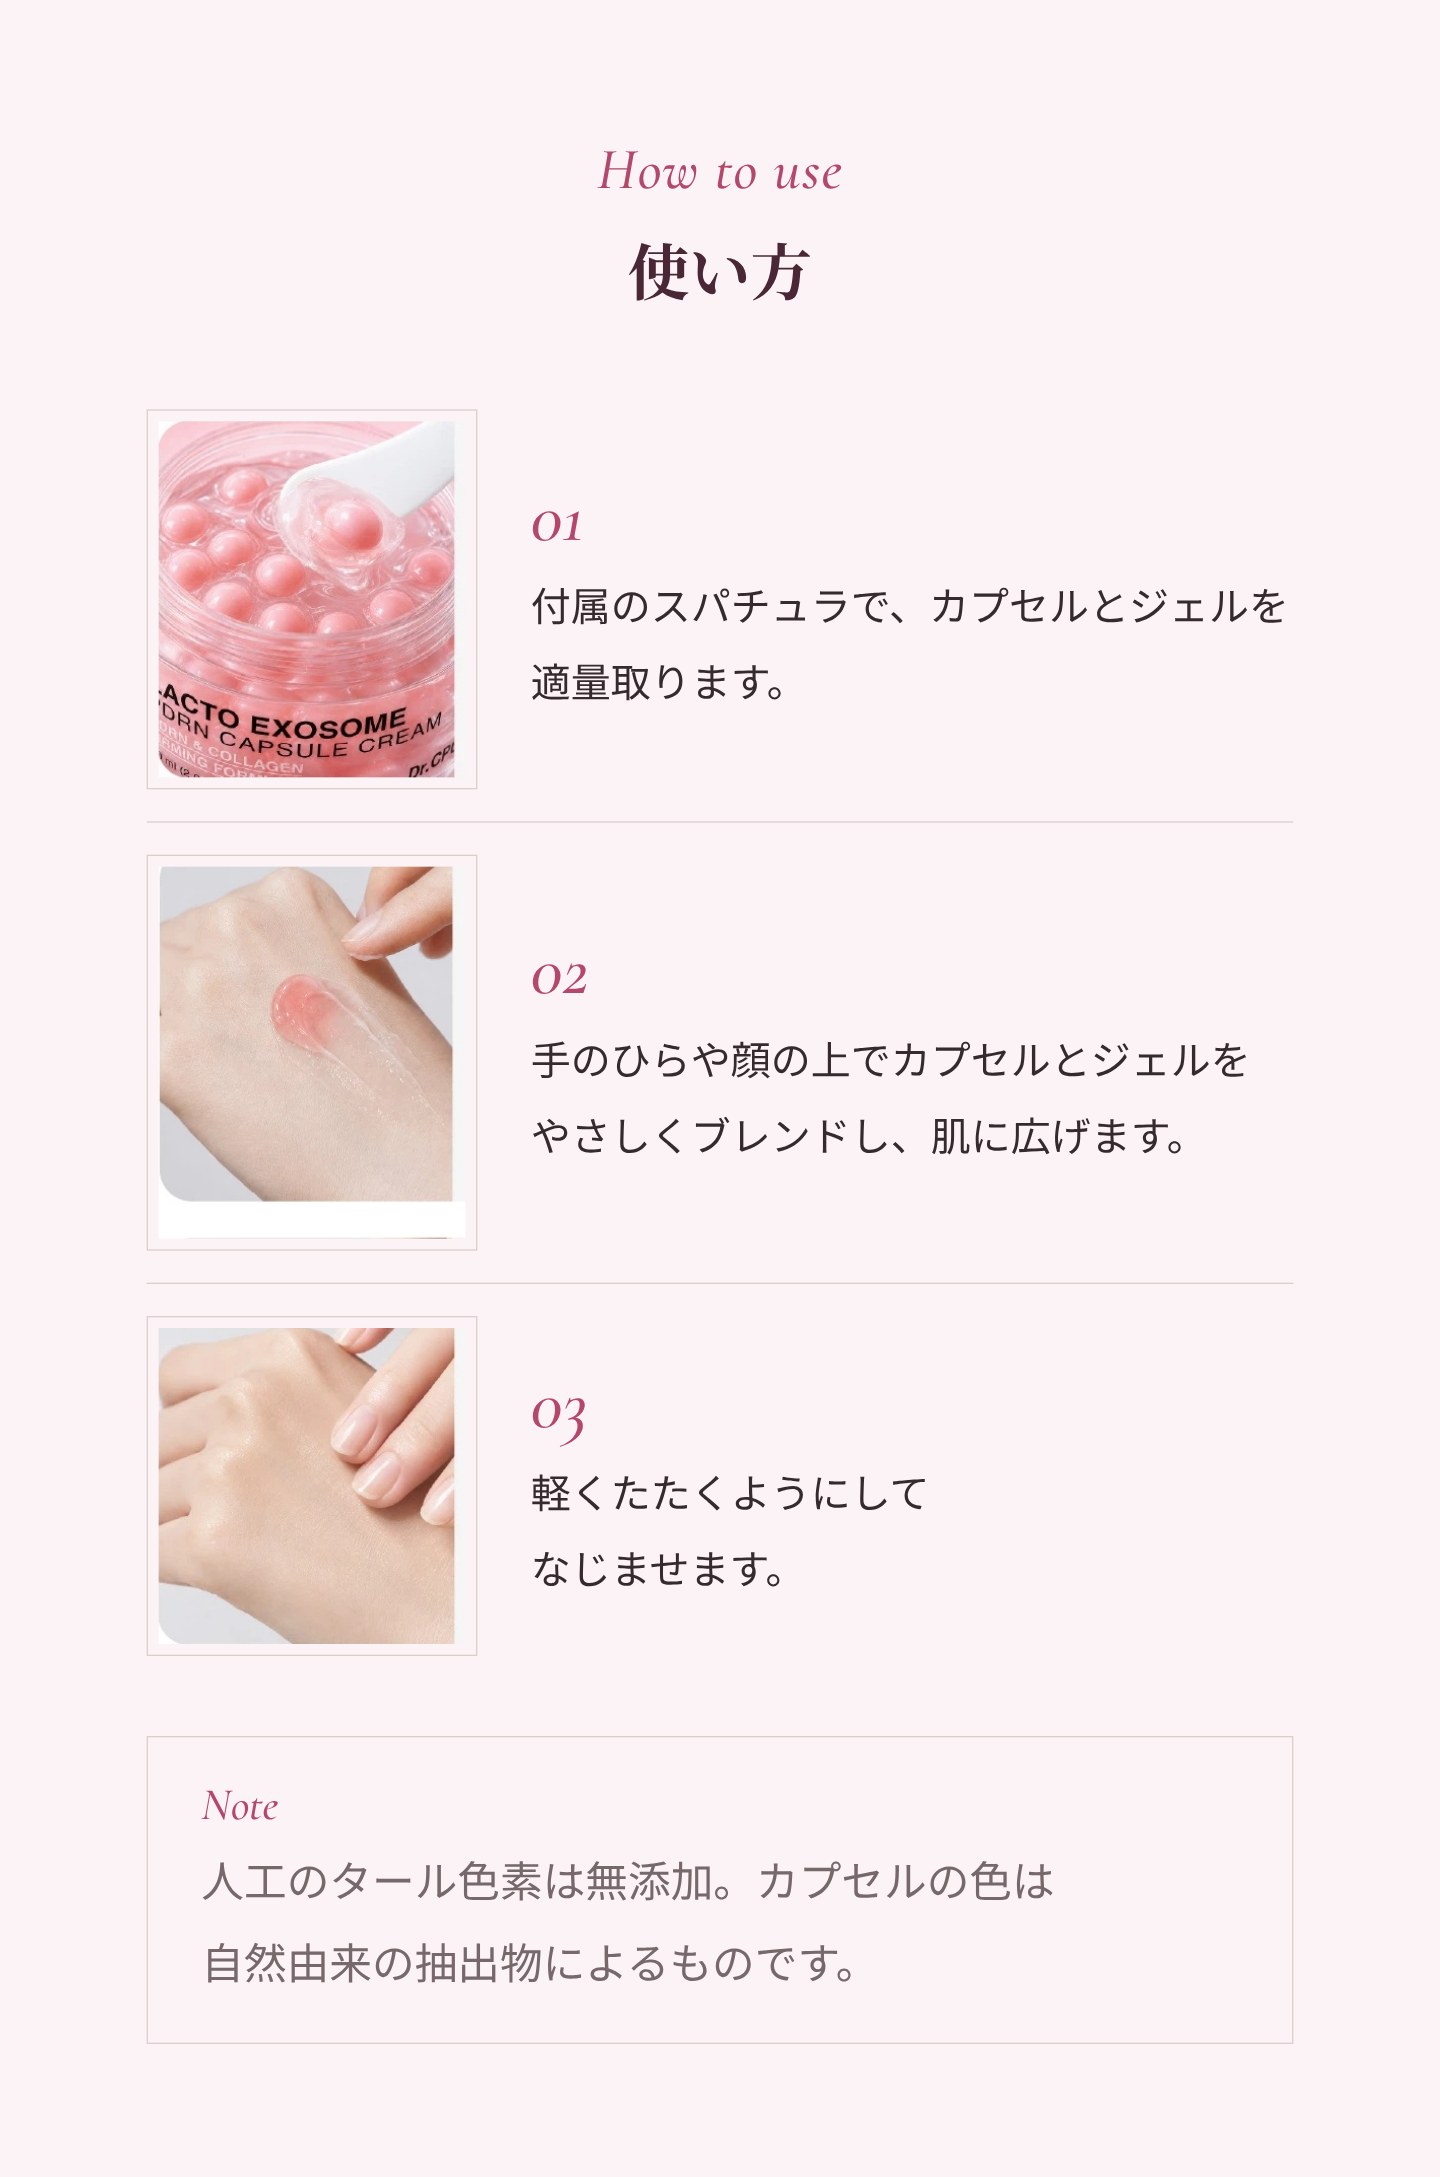 How to use
使い方
LACTO EXOSOME
PDRN CAPSULE CREAM
& COLLAGEN
Dr.CP
01
付属のスパチュラで、カプセルとジェルを
適量取ります。
02
手のひらや顔の上でカプセルとジェルを
やさしくブレンドし、肌に広げます。
03
軽くたたくようにして
なじませます。
Note
人工のタール色素は無添加。カプセルの色は
自然由来の抽出物によるものです。